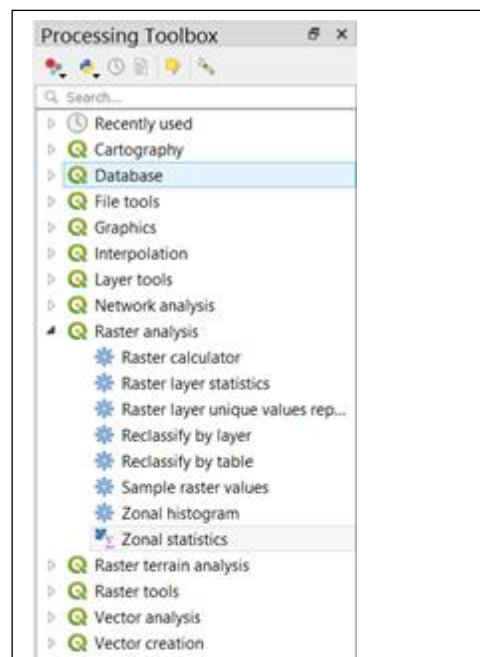 Processing Toolbox
Search...
Recently used
Cartography
Database
File tools
Graphics
Interpolation
Layer tools
Network analysis
Raster analysis
Raster calculator
Raster layer statistics
Raster layer unique values rep...
Reclassify by layer
Reclassify by table
Sample raster values
Zonal histogram
Zonal statistics
Raster terrain analysis
Raster tools
Vector analysis
Vector creation